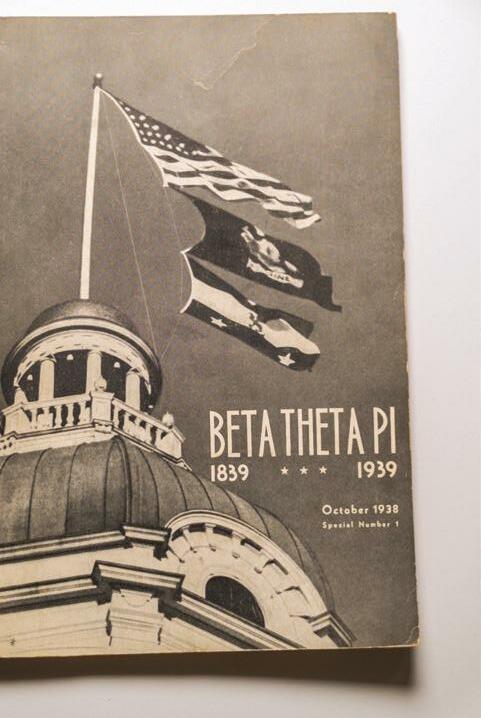 BETA THETA PI
1839 ★ ★ ★ 1939
October 1938
Special Number 1